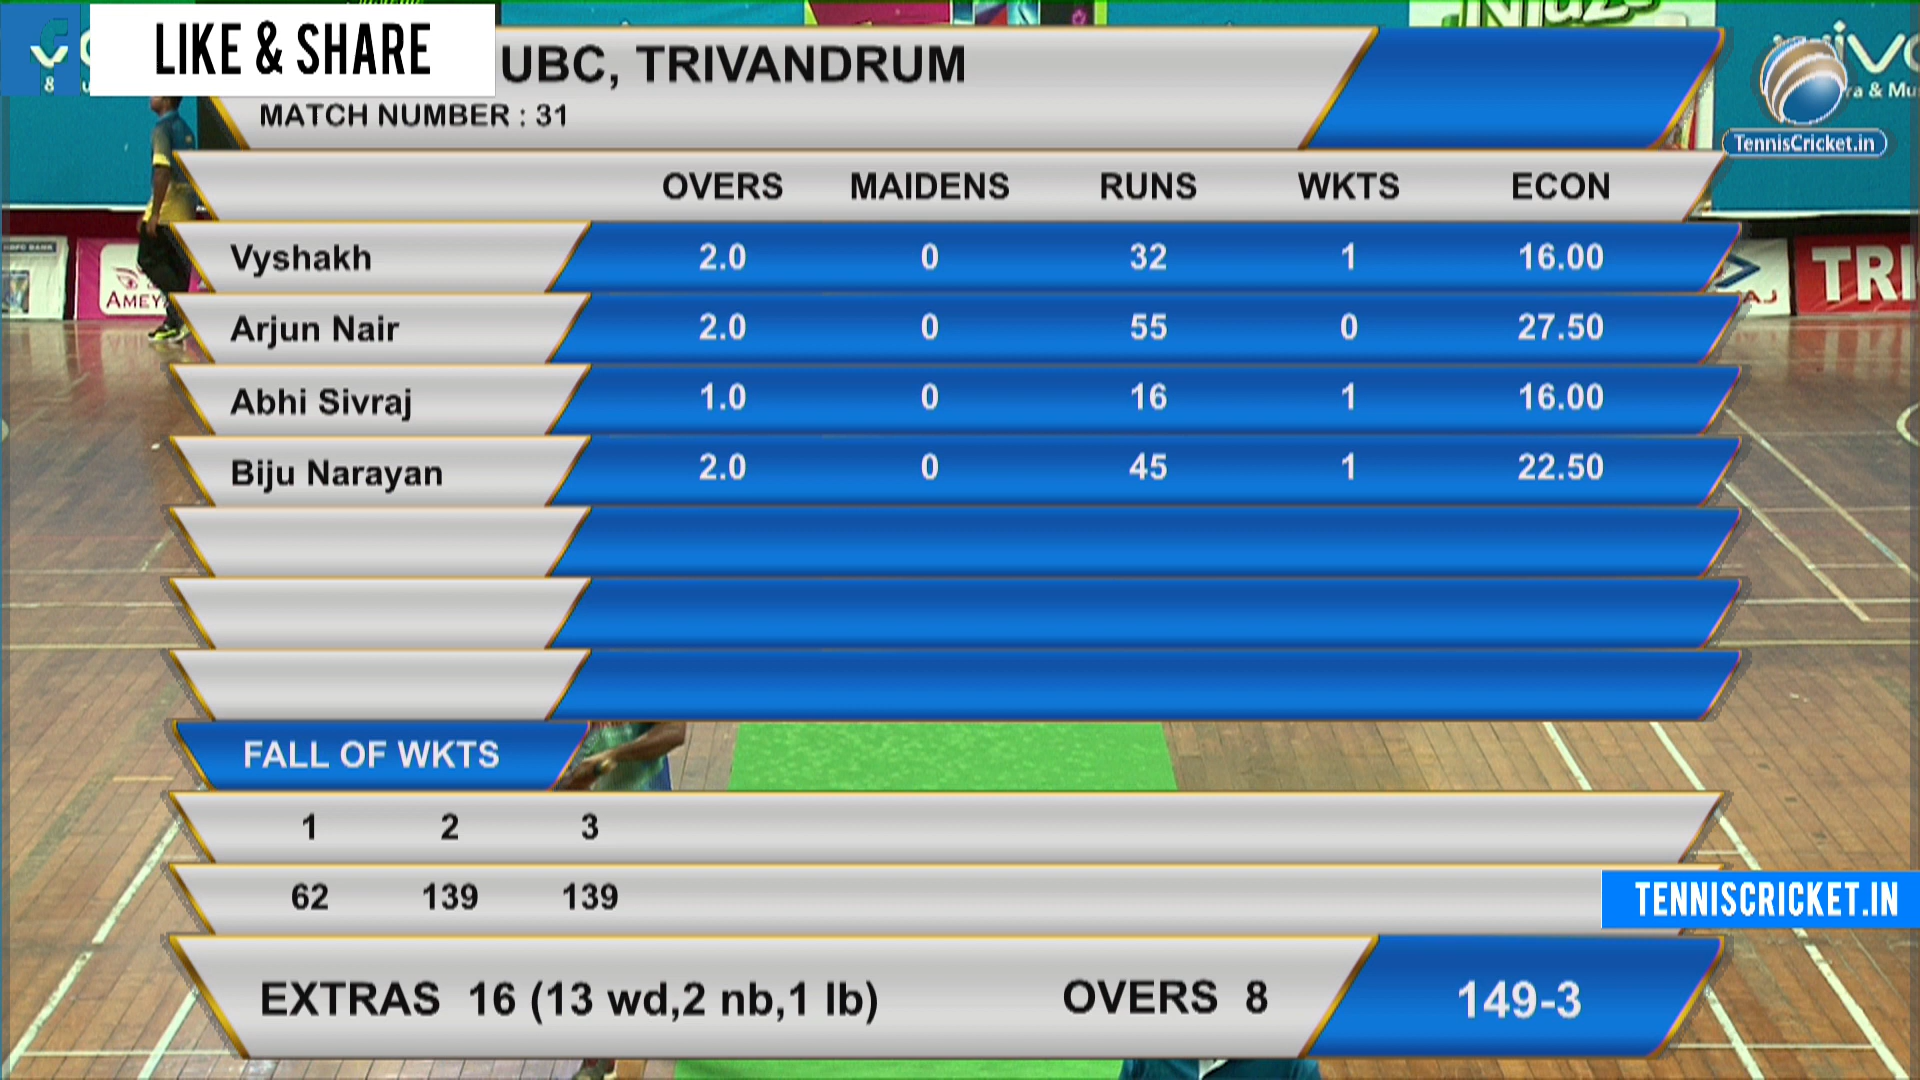 LIKE & SHARE
UBC, TRIVANDRUM
MATCH NUMBER : 31
TennisCricket.in
OVERS MAIDENS RUNS WKTS ECON
Vyshakh 2.0 0 32 1 16.00
Arjun Nair 2.0 0 55 0 27.50
Abhi Sivraj 1.0 0 16 1 16.00
Biju Narayan 2.0 0 45 1 22.50
FALL OF WKTS
1 2 3
62 139 139
TENNISCRICKET.IN
EXTRAS 16 (13 wd,2 nb,1 lb) OVERS 8 149-3